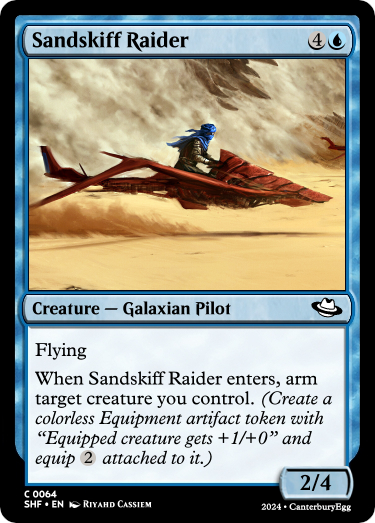 Sandskiff Raider 4
Creature — Galaxian Pilot
Flying
When Sandskiff Raider enters, arm
target creature you control. (Create a
colorless Equipment artifact token with
“Equipped creature gets +1/+0” and
equip 2 attached to it.)
2/4
C 0064
SHF • EN Riyahd Cassiem
2024 • CanterburyEgg